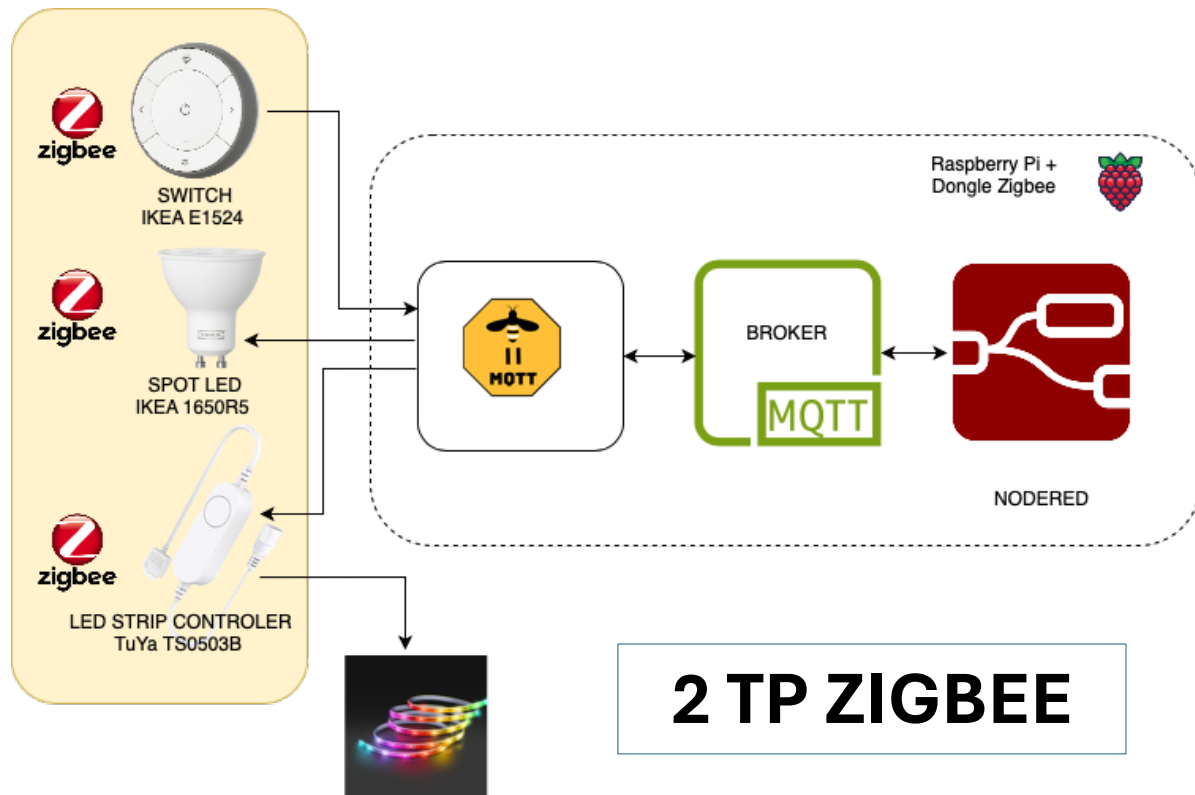 zigbee
SWITCH
IKEA E1524
zigbee
SPOT LED
IKEA 1650R5
zigbee
LED STRIP CONTROLER
TuYa TS0503B
Raspberry Pi +
Dongle Zigbee
MQTT
BROKER
MQTT
NODERED
2 TP ZIGBEE